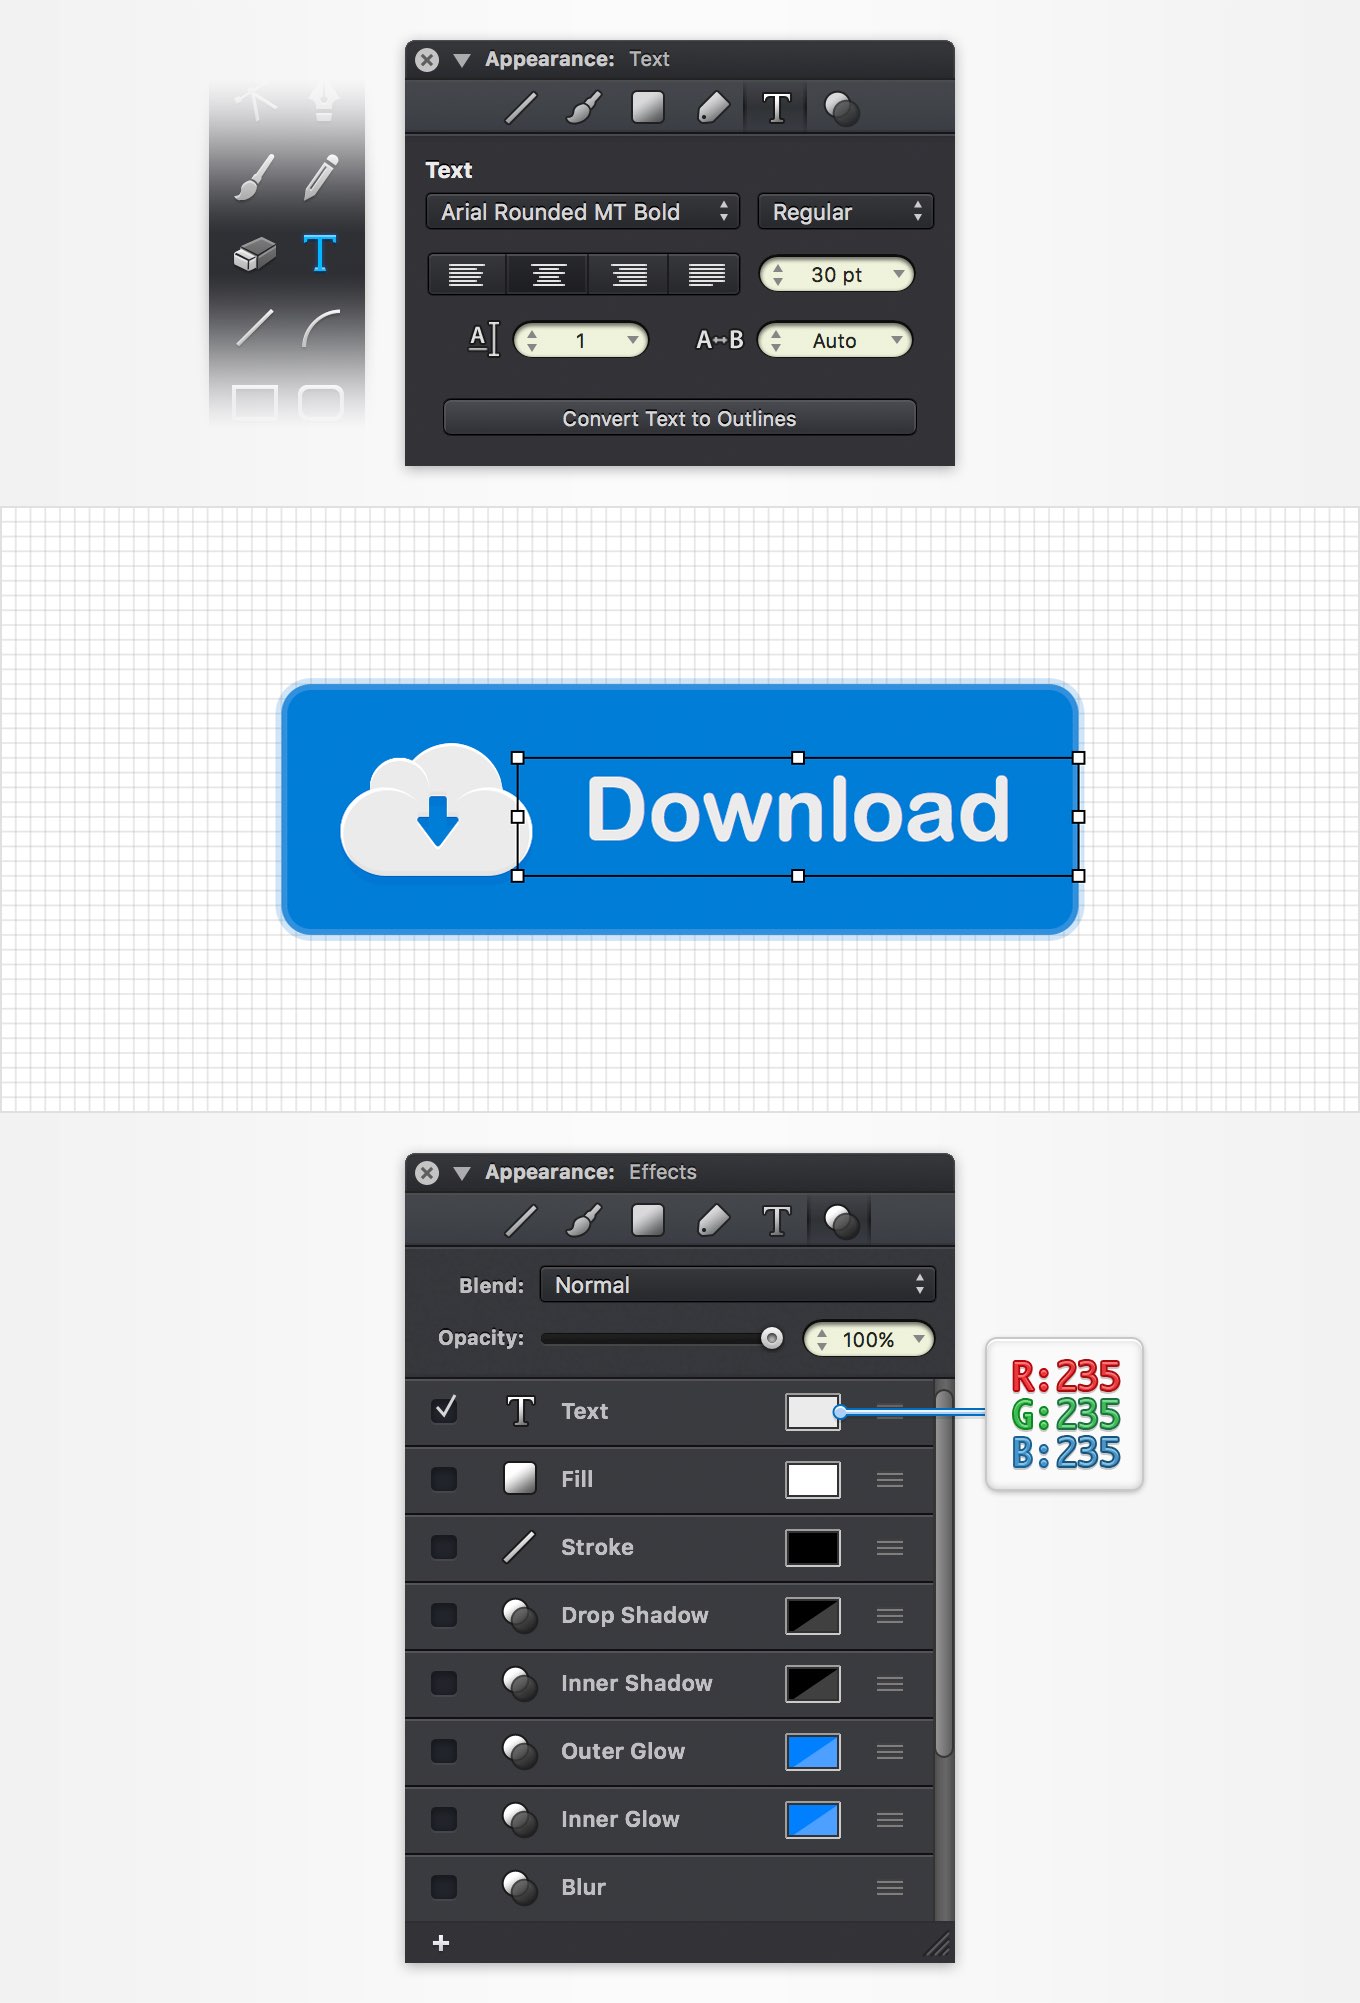 Appearance: Text
Text
Arial Rounded MT Bold Regular
30 pt
A 1 A↔B Auto
Convert Text to Outlines
Download
Appearance: Effects
Blend: Normal
Opacity: 100%
Text
R:235
G:235
B:235
Fill
Stroke
Drop Shadow
Inner Shadow
Outer Glow
Inner Glow
Blur